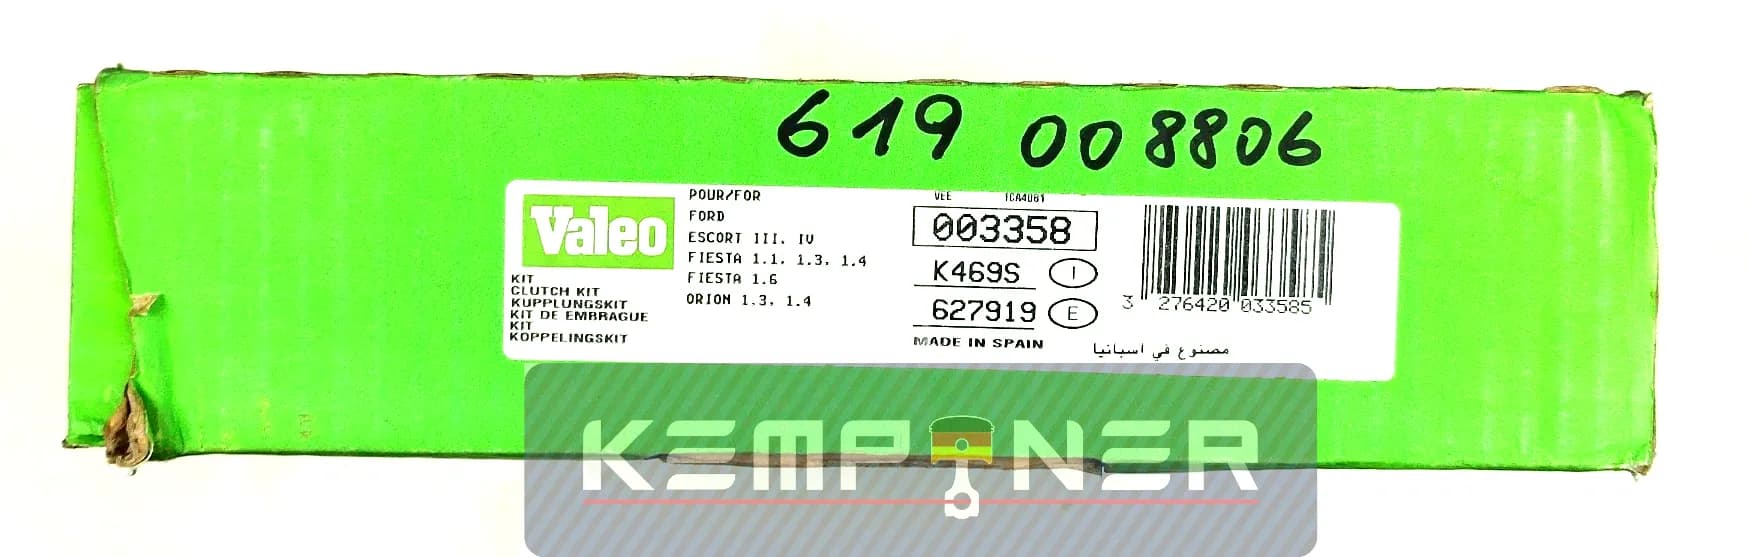 619 008806
Valeo
KIT
CLUTCH KIT
KUPPLUNGSKIT
KIT DE EMBRAGUE
KIT
KOPPELINGSKIT
POUR/FOR
FORD
ESCORT III. IV
FIESTA 1.1. 1.3. 1.4
FIESTA 1.6
ORION 1.3. 1.4
VEE
003358
K469S I
627919 E
MADE IN SPAIN
3 276420 033585
مصنوع في اسبانيا
KEMPINER